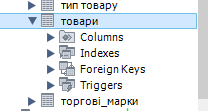 тип товару
товари
Columns
Indexes
Foreign Keys
Triggers
торгові_марки